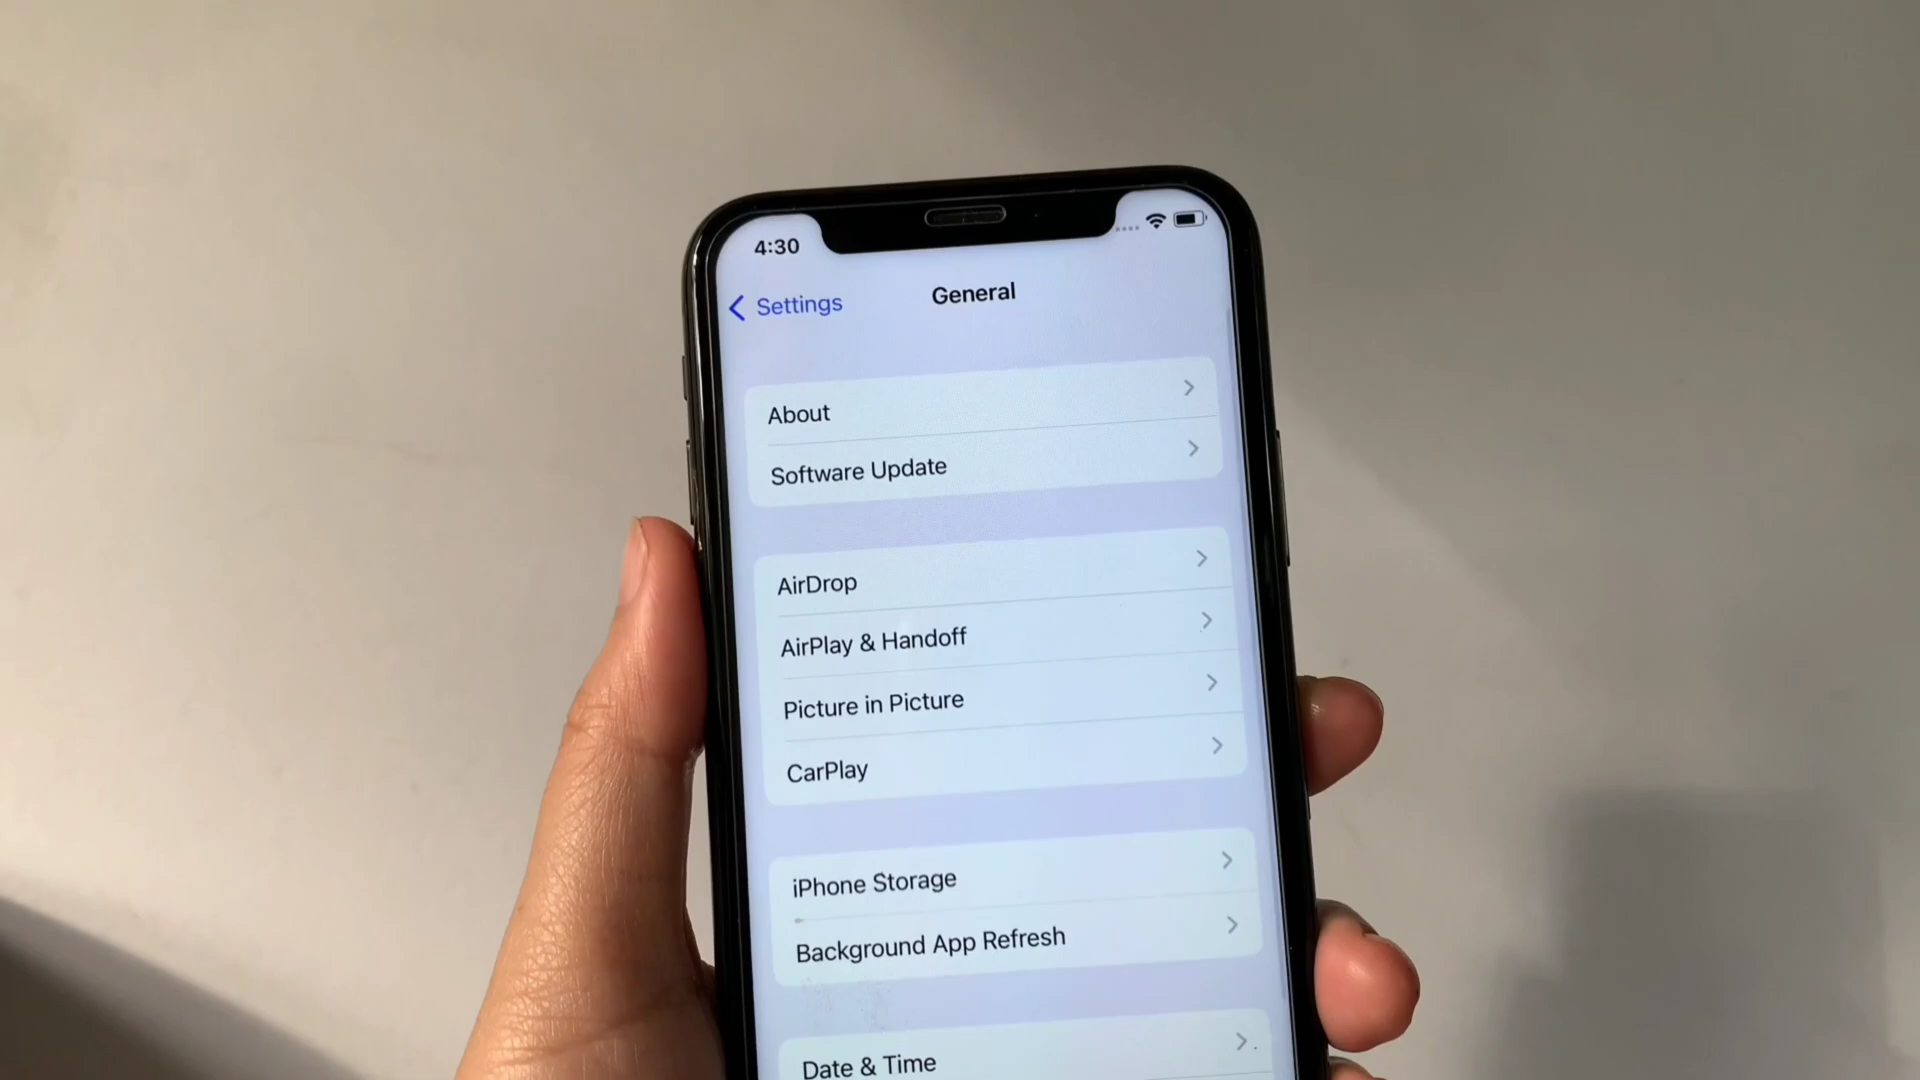 4:30
Settings
General
About
Software Update
AirDrop
AirPlay & Handoff
Picture in Picture
CarPlay
iPhone Storage
Background App Refresh
Date & Time